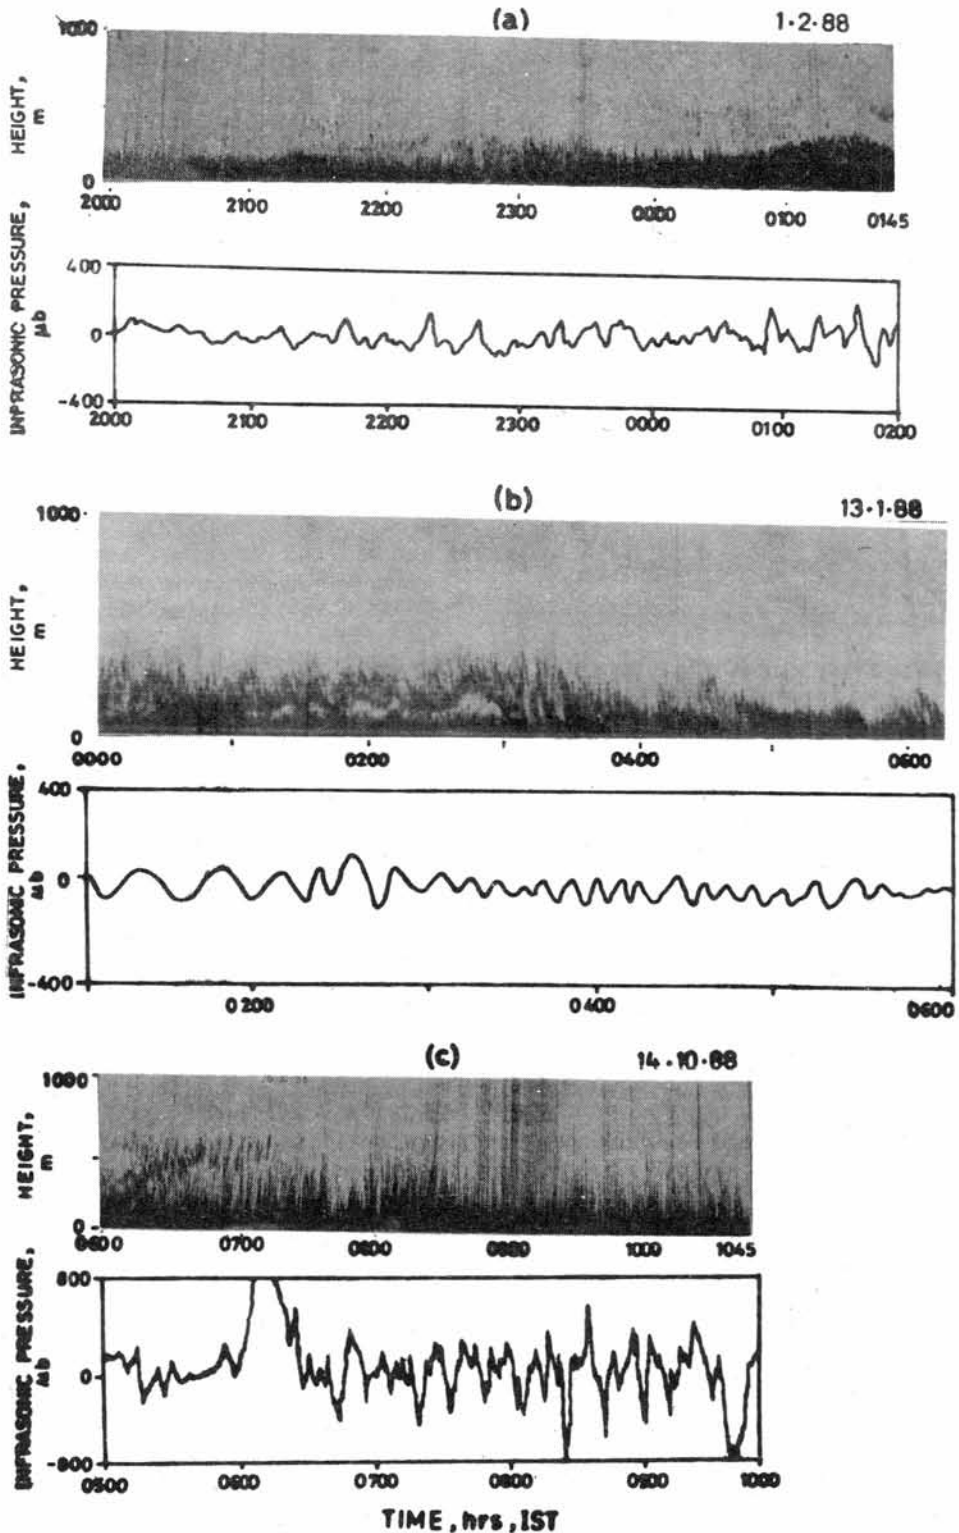 (a) 1·2·88
1000
HEIGHT, m
0
2000 2100 2200 2300 0000 0100 0145
INFRASONIC PRESSURE, μb
400
0
-400
2000 2100 2200 2300 0000 0100 0200
(b) 13·1·88
1000
HEIGHT, m
0
0000 0200 0400 0600
INFRASONIC PRESSURE, μb
400
0
-400
0200 0400 0600
(c) 14·10·88
1000
HEIGHT, m
0
0600 0700 0800 1000 1045
INFRASONIC PRESSURE, μb
800
0
-800
0500 0600 0700 0800 0900 1000
TIME, hrs, IST